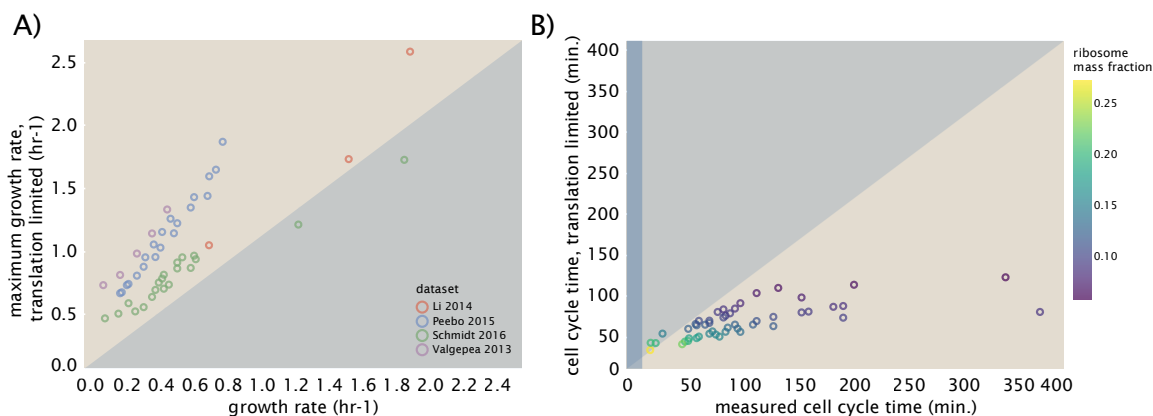 A)
maximum growth rate,
translation limited (hr-1)
2.5
2.0
1.5
1.0
0.5
0.0
0.0 0.2 0.4 0.6 0.8 1.0 1.2 1.4 1.6 1.8 2.0 2.2 2.4
growth rate (hr-1)
dataset
Li 2014
Peebo 2015
Schmidt 2016
Valgepea 2013
B)
cell cycle time, translation limited (min.)
400
350
300
250
200
150
100
50
0
0 50 100 150 200 250 300 350 400
measured cell cycle time (min.)
ribosome
mass fraction
0.25
0.20
0.15
0.10